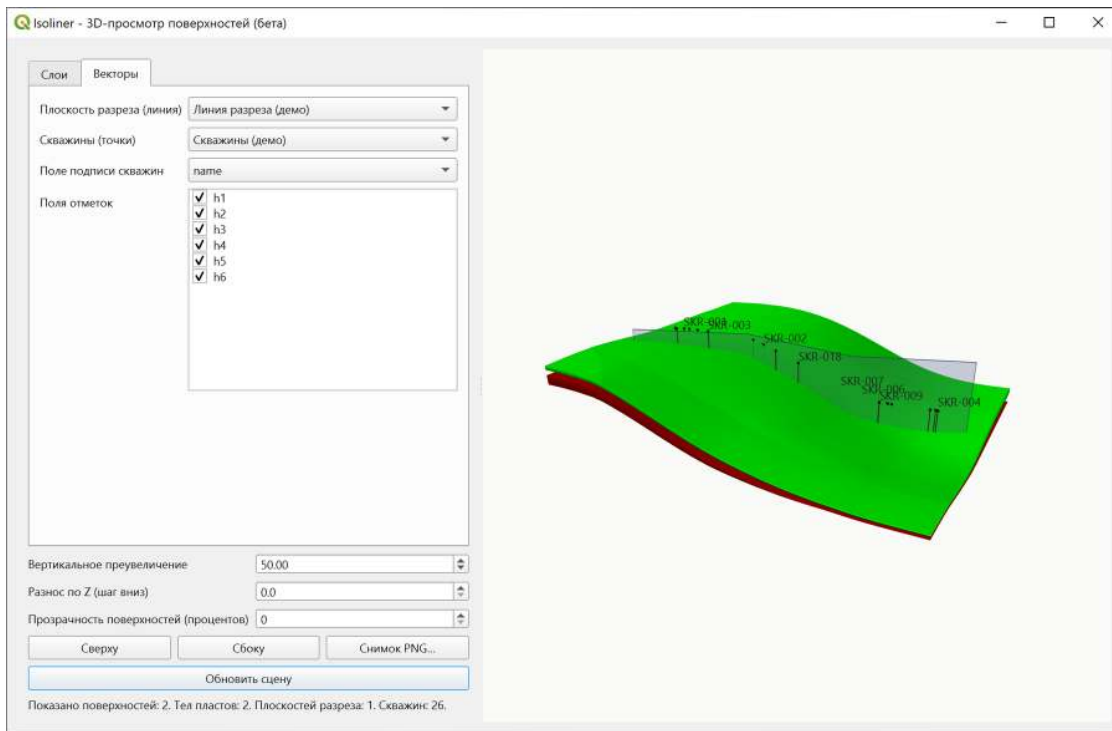 Isoliner - 3D-просмотр поверхностей (бета)
Слои
Векторы
Плоскость разреза (линия)
Линия разреза (демо)
Скважины (точки)
Скважины (демо)
Поле подписи скважин
name
Поля отметок
h1
h2
h3
h4
h5
h6
SKR-003
SKR-002
SKR-018
SKR-007
SKR-006
SKR-009
SKR-004
Вертикальное преувеличение
50.00
Разнос по Z (шаг вниз)
0.0
Прозрачность поверхностей (процентов)
0
Сверху
Сбоку
Снимок PNG...
Обновить сцену
Показано поверхностей: 2. Тел пластов: 2. Плоскостей разреза: 1. Скважин: 26.